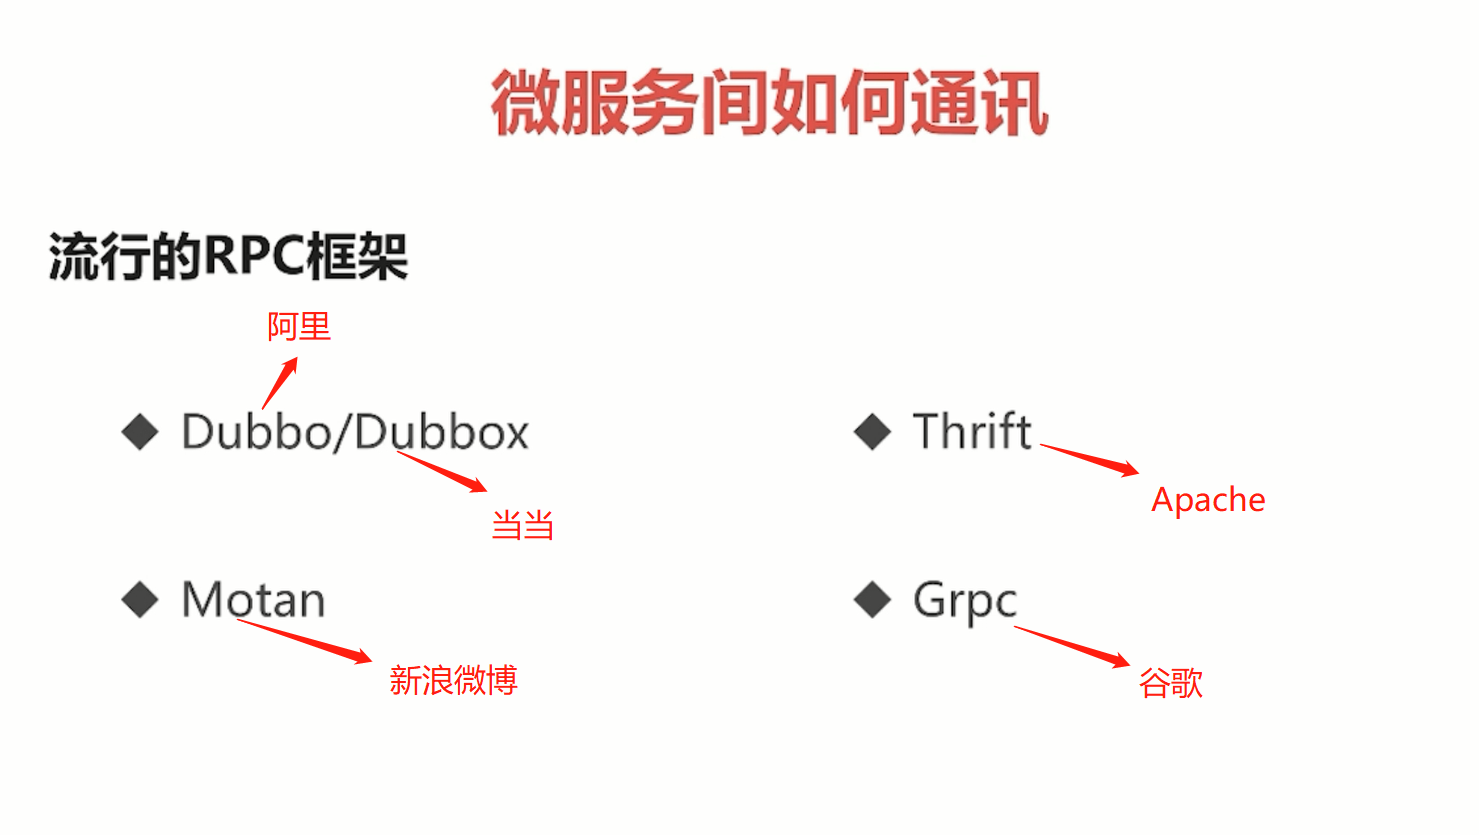 微服务间如何通讯
流行的RPC框架
阿里
Dubbo/Dubbox
当当
Motan
新浪微博
Thrift
Apache
Grpc
谷歌